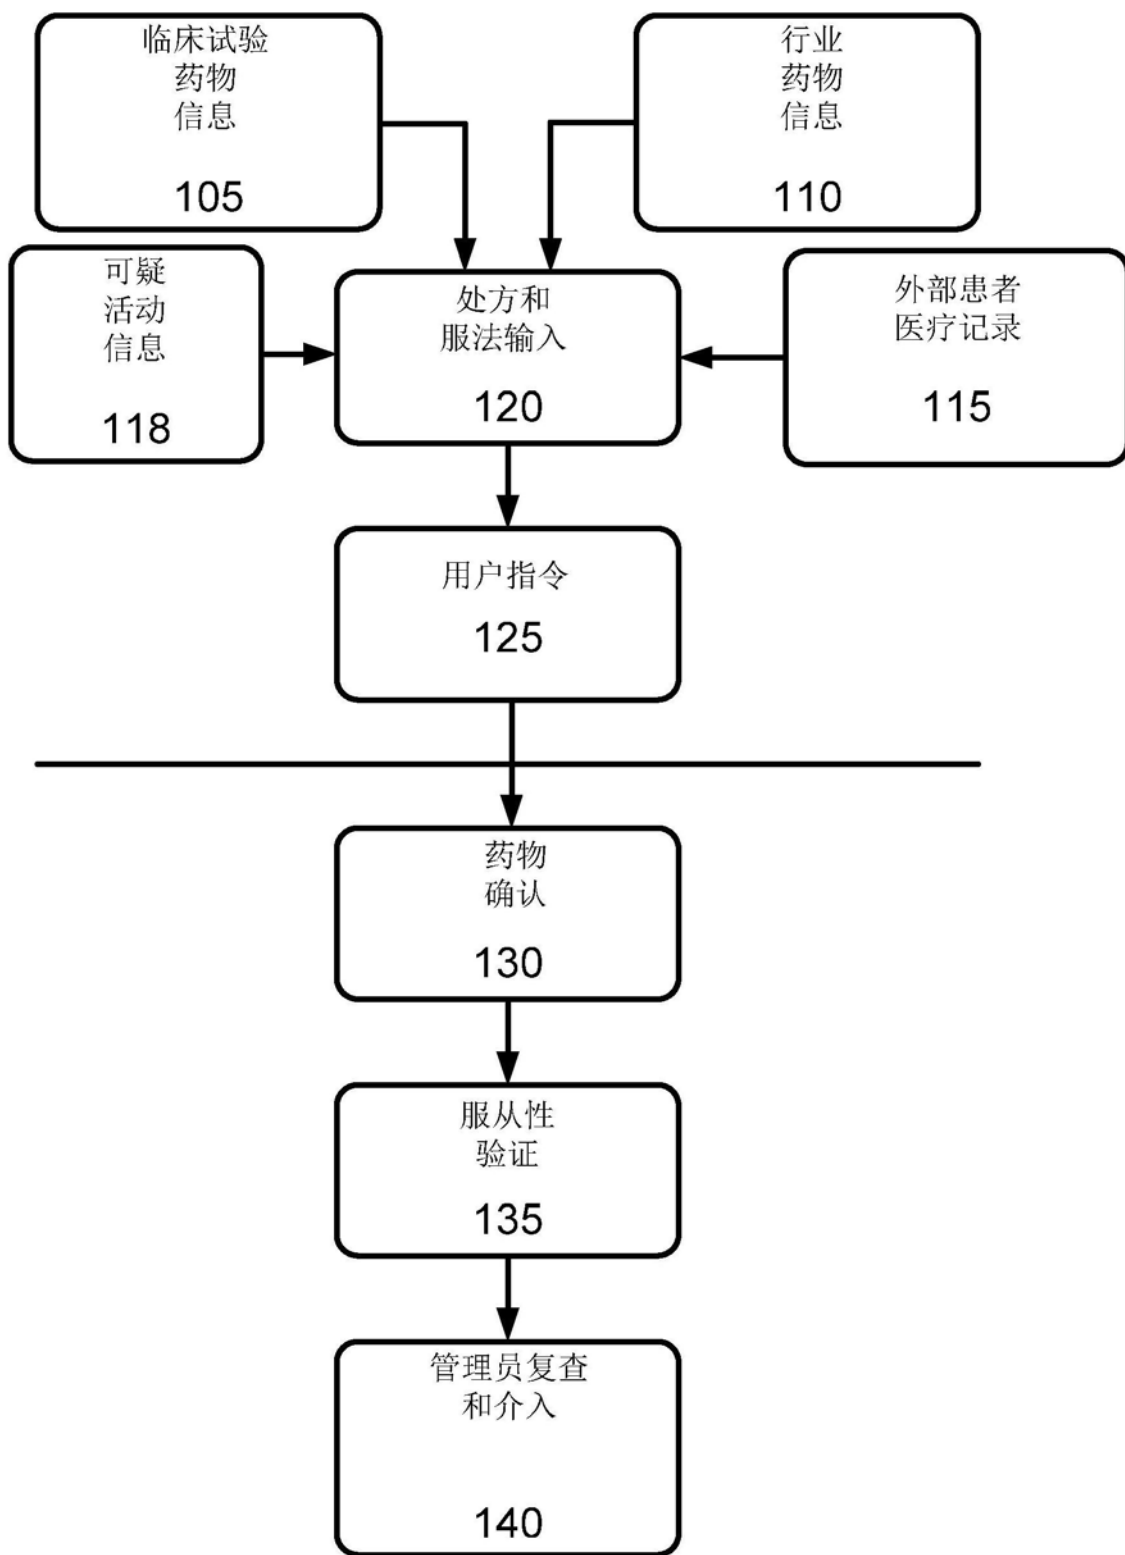 临床试验
药物
信息
105
行业
药物
信息
110
可疑
活动
信息
118
处方和
服法输入
120
外部患者
医疗记录
115
用户指令
125
药物
确认
130
服从性
验证
135
管理员复查
和介入
140